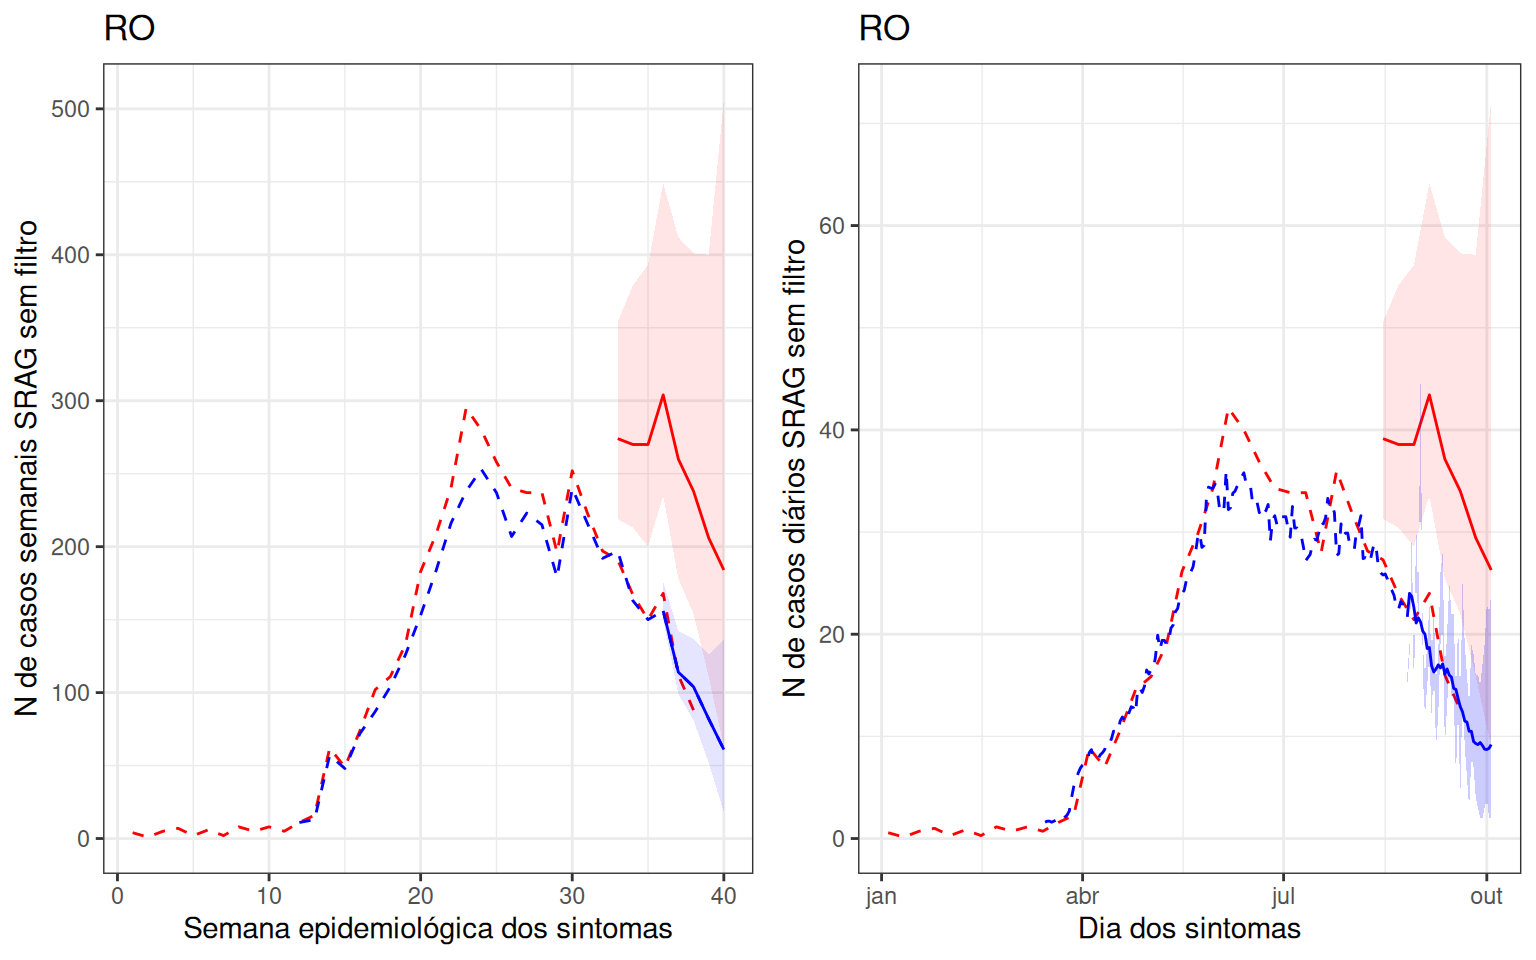 RO
N de casos semanais SRAG sem filtro
500
400
300
200
100
0
0 10 20 30 40
Semana epidemiológica dos sintomas
RO
N de casos diários SRAG sem filtro
60
40
20
0
jan abr jul out
Dia dos sintomas